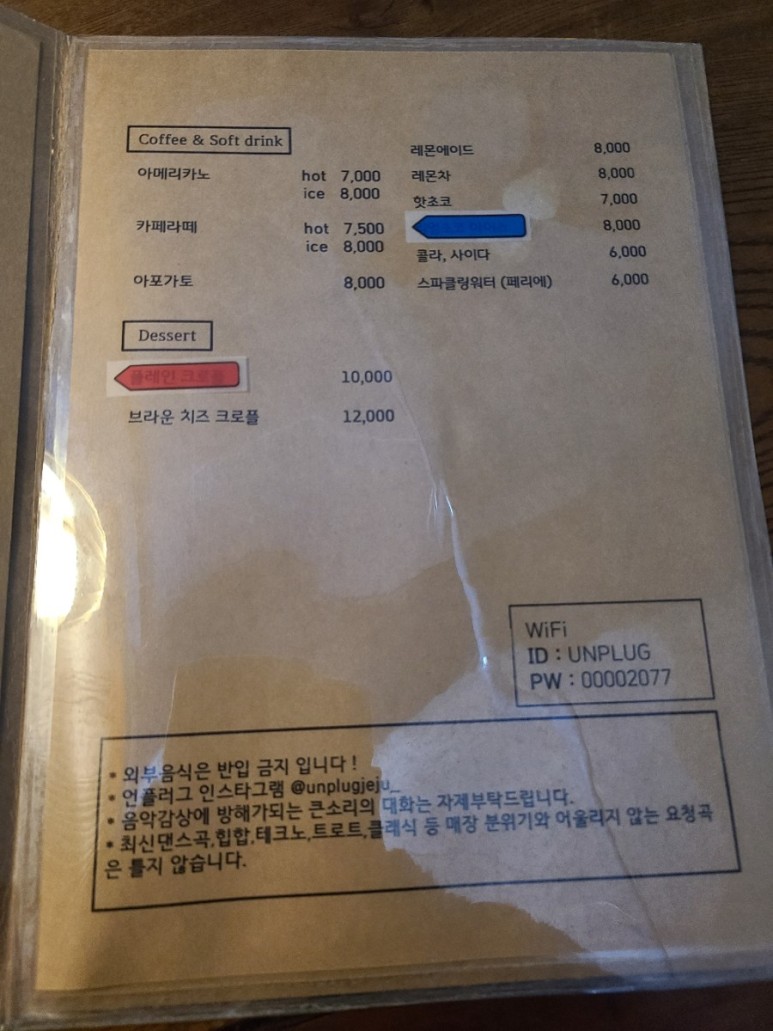 Coffee & Soft drink
아메리카노 hot 7,000
ice 8,000
카페라떼 hot 7,500
ice 8,000
아포가토 8,000
레몬에이드 8,000
레몬차 8,000
핫초코 7,000
8,000
콜라, 사이다 6,000
스파클링워터 (페리에) 6,000
Dessert
플레인 크로플 10,000
브라운 치즈 크로플 12,000
WiFi
ID : UNPLUG
PW : 00002077
• 외부음식은 반입 금지 입니다 !
• 언플러그 인스타그램 @unplugjeju_
• 음악감상에 방해가되는 큰소리의 대화는 자제부탁드립니다.
• 최신댄스곡,힙합,테크노,트로트,클래식 등 매장 분위기와 어울리지 않는 요청곡
은 틀지 않습니다.